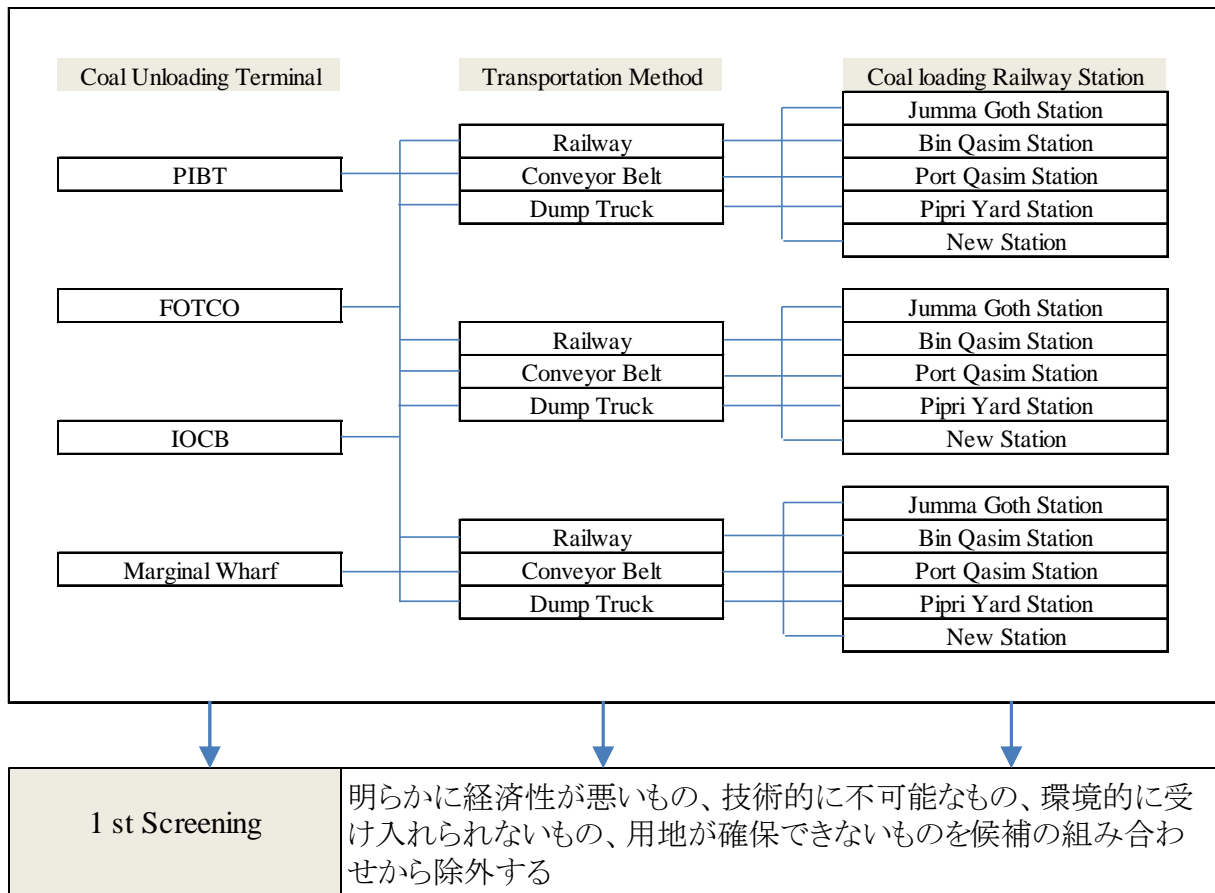 Coal Unloading Terminal
Transportation Method
Coal loading Railway Station
PIBT
FOTCO
IOCB
Marginal Wharf
Railway
Conveyor Belt
Dump Truck
Railway
Conveyor Belt
Dump Truck
Railway
Conveyor Belt
Dump Truck
Jumma Goth Station
Bin Qasim Station
Port Qasim Station
Pipri Yard Station
New Station
Jumma Goth Station
Bin Qasim Station
Port Qasim Station
Pipri Yard Station
New Station
Jumma Goth Station
Bin Qasim Station
Port Qasim Station
Pipri Yard Station
New Station
1 st Screening
明らかに経済性が悪いもの、技術的に不可能なもの、環境的に受
け入れられないもの、用地が確保できないものを候補の組み合わ
せから除外する